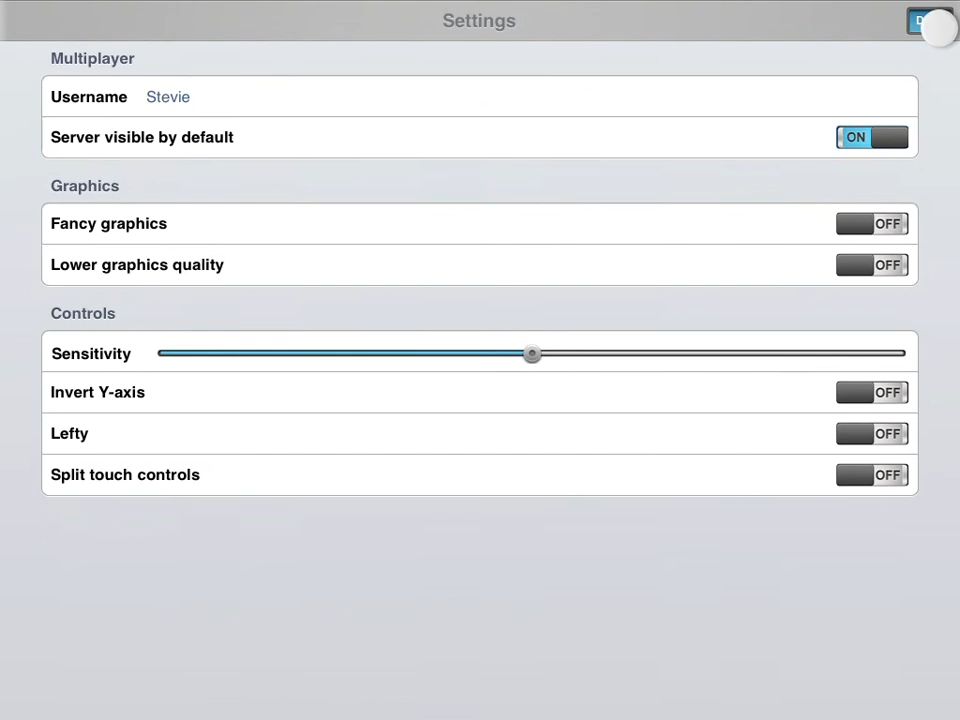 Settings
Multiplayer
Username Stevie
Server visible by default ON
Graphics
Fancy graphics OFF
Lower graphics quality OFF
Controls
Sensitivity
Invert Y-axis OFF
Lefty OFF
Split touch controls OFF